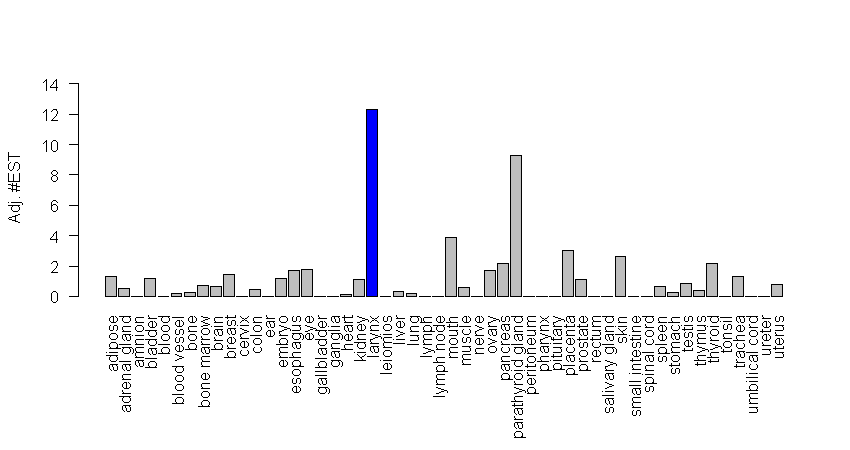 14
12
10
8
6
4
2
0
Adj. #EST
adipose
adrenal gland
amnion
bladder
blood
blood vessel
bone
bone marrow
brain
breast
cervix
colon
ear
embryo
esophagus
eye
gallbladder
ganglia
heart
kidney
larynx
leiomios
liver
lung
lymph
lymph node
mouth
muscle
nerve
ovary
pancreas
parathyroid gland
peritoneum
pharynx
pituitary
placenta
prostate
rectum
salivary gland
skin
small intestine
spinal cord
spleen
stomach
testis
thymus
thyroid
tonsil
trachea
umbilical cord
ureter
uterus